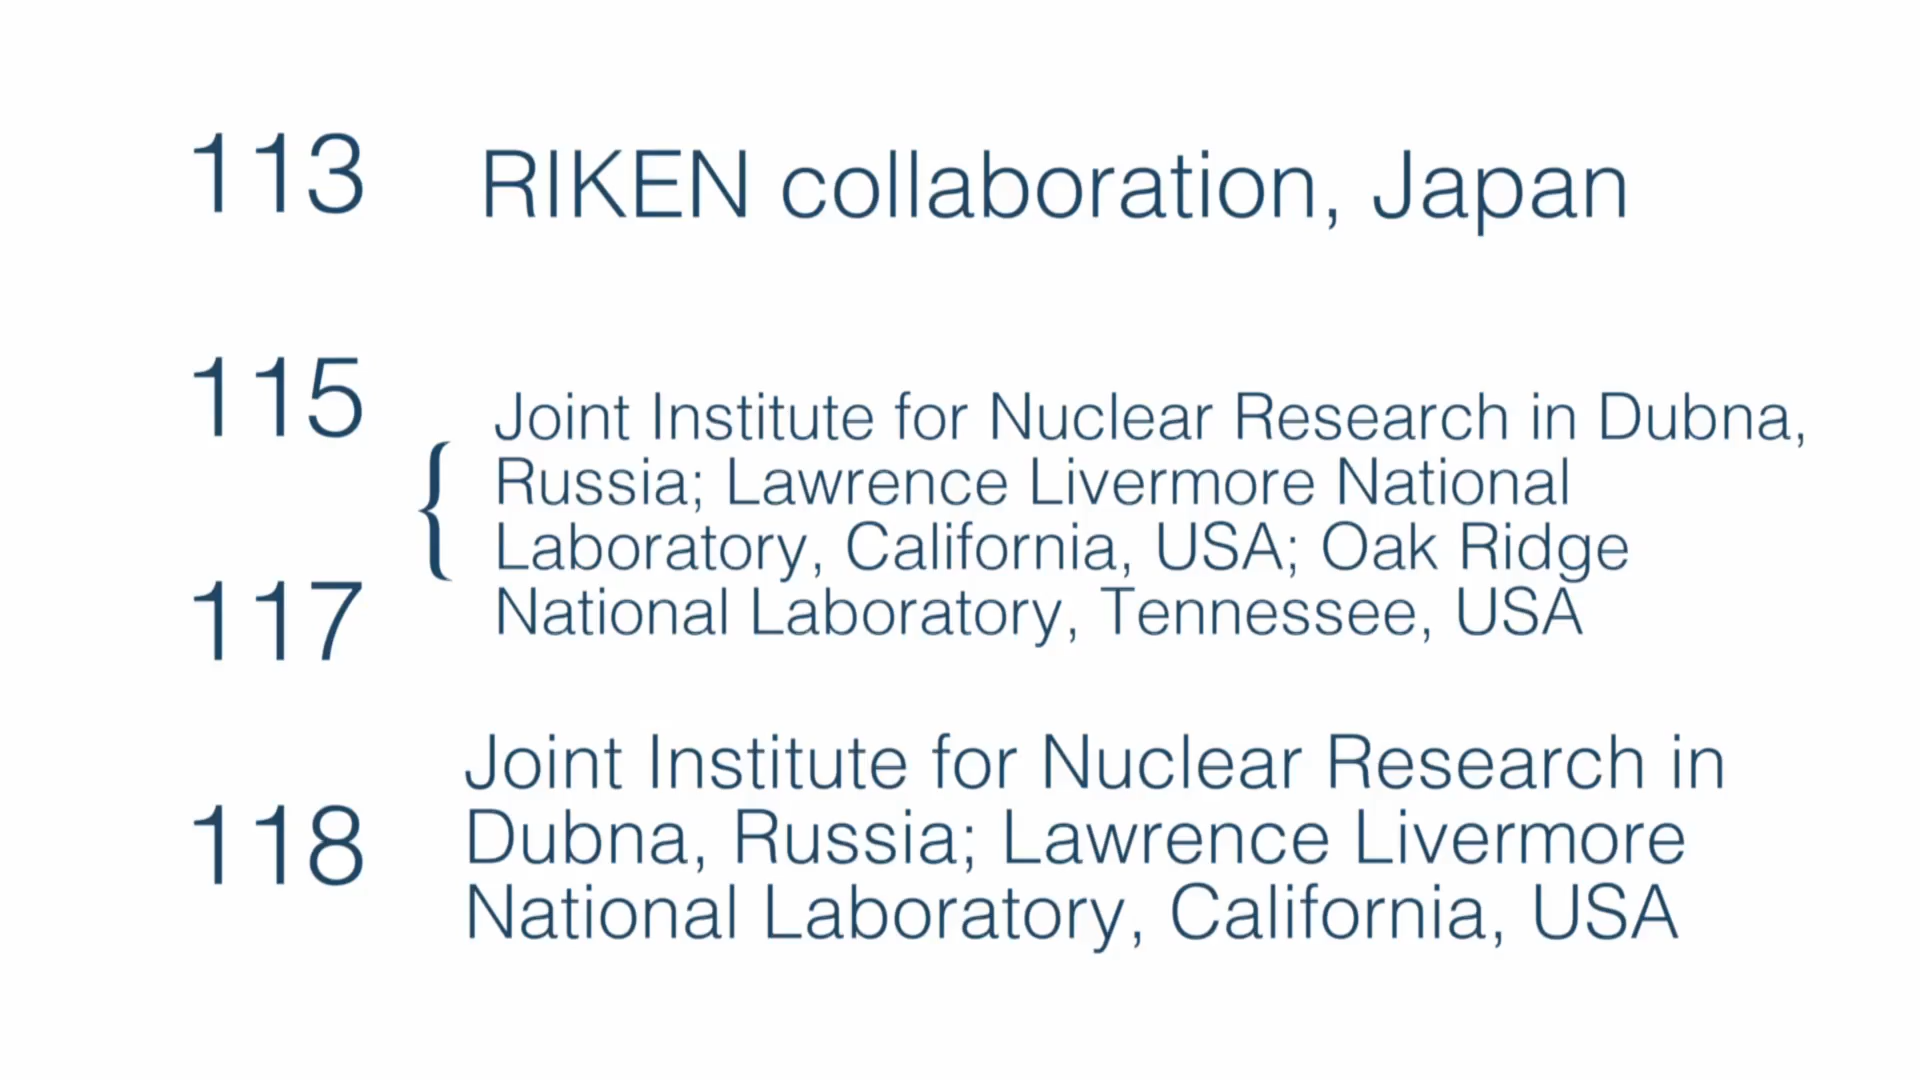 113 RIKEN collaboration, Japan
115
Joint Institute for Nuclear Research in Dubna,
Russia; Lawrence Livermore National
Laboratory, California, USA; Oak Ridge
National Laboratory, Tennessee, USA
117
Joint Institute for Nuclear Research in
118 Dubna, Russia; Lawrence Livermore
National Laboratory, California, USA